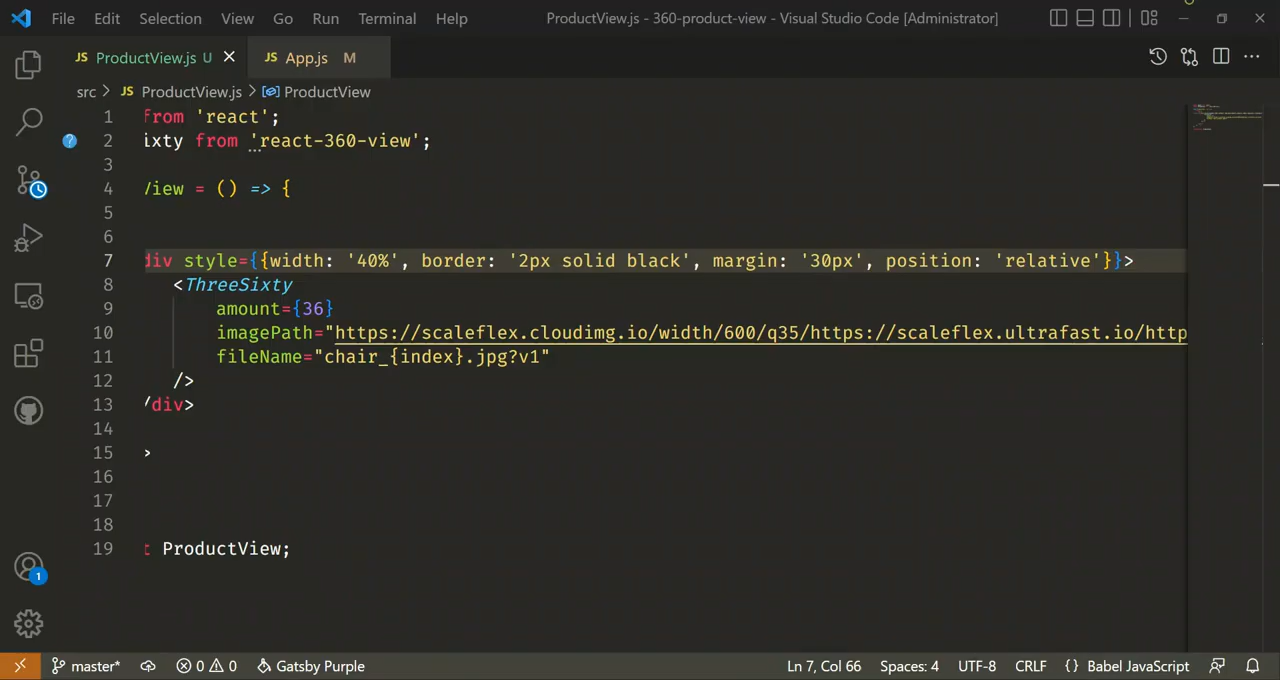 File Edit Selection View Go Run Terminal Help ProductView.js - 360-product-view - Visual Studio Code [Administrator]
JS ProductView.js U JS App.js M
src > JS ProductView.js > ProductView
1 from 'react';
2 ixty from 'react-360-view';
3
4 View = () => {
5
6
7 div style={{width: '40%', border: '2px solid black', margin: '30px', position: 'relative'}}>
8 <ThreeSixty
9 amount={36}
10 imagePath="https://scaleflex.cloudimg.io/width/600/q35/https://scaleflex.ultrafast.io/http
11 fileName="chair_{index}.jpg?v1"
12 />
13 /div>
14
15 >
16
17
18
19 t ProductView;
1
master* 0 0 Gatsby Purple Ln 7, Col 66 Spaces: 4 UTF-8 CRLF {} Babel JavaScript